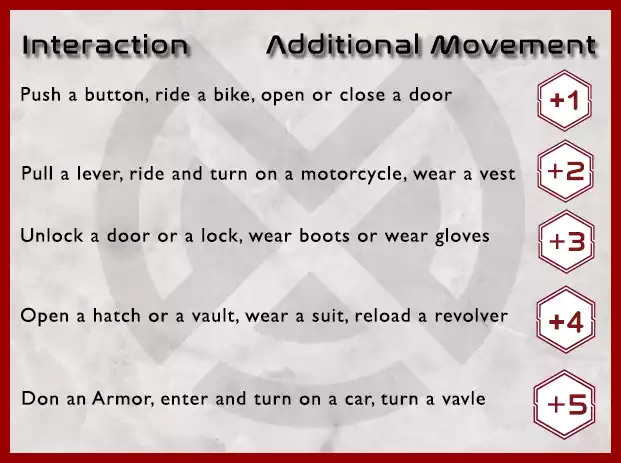 Interaction Additional Movement
Push a button, ride a bike, open or close a door +1
Pull a lever, ride and turn on a motorcycle, wear a vest +2
Unlock a door or a lock, wear boots or wear gloves +3
Open a hatch or a vault, wear a suit, reload a revolver +4
Don an Armor, enter and turn on a car, turn a vavle +5